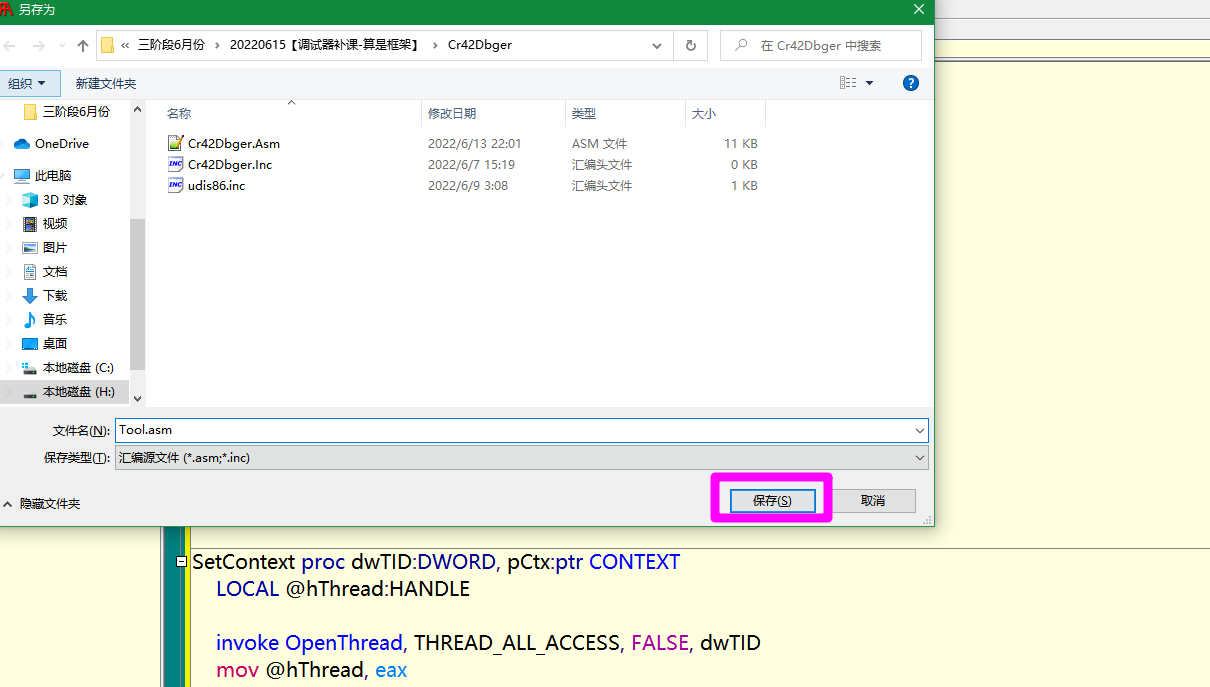 另存为
« 三阶段6月份 › 20220615【调试器补课-算是框架】 › Cr42Dbger
在 Cr42Dbger 中搜索
组织 新建文件夹
三阶段6月份
OneDrive
此电脑
3D 对象
视频
图片
文档
下载
音乐
桌面
本地磁盘 (C:)
本地磁盘 (H:)
名称 修改日期 类型 大小
Cr42Dbger.Asm 2022/6/13 22:01 ASM 文件 11 KB
Cr42Dbger.Inc 2022/6/7 15:19 汇编头文件 0 KB
udis86.inc 2022/6/9 3:08 汇编头文件 1 KB
文件名(N): Tool.asm
保存类型(T): 汇编源文件 (*.asm;*.inc)
隐藏文件夹 保存(S) 取消
SetContext proc dwTID:DWORD, pCtx:ptr CONTEXT
LOCAL @hThread:HANDLE
invoke OpenThread, THREAD_ALL_ACCESS, FALSE, dwTID
mov @hThread, eax